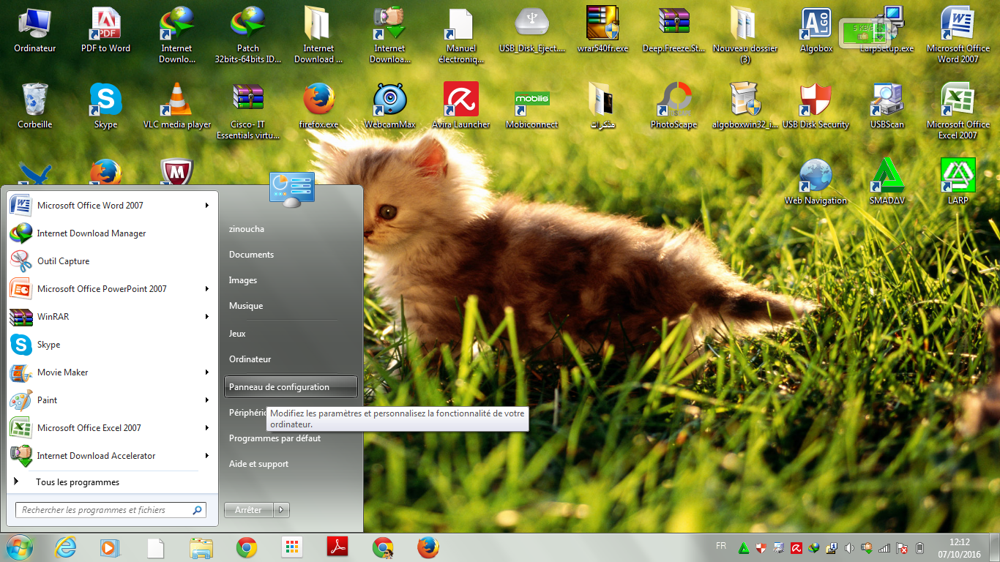 Ordinateur
PDF to Word
Internet
Downlo...
Patch
32bits-64bits ID...
Internet
Download ...
Internet
Downloa...
Manuel
électroniq...
USB_Disk_Eject....
wrar540fr.exe
Deep.Freeze.St...
Nouveau dossier
(3)
Algobox
LarpSetup.exe
Microsoft Office
Word 2007
5 KB/s
Corbeille
Skype
VLC media player
Cisco- IT
Essentials virtu...
firefox.exe
WebcamMax
Avira Launcher
Mobiconnect
مذكرات
PhotoScape
algoboxwin32_i...
USB Disk Security
USBScan
Microsoft Office
Excel 2007
Web Navigation
SMADΔV
LARP
Microsoft Office Word 2007
Internet Download Manager
Outil Capture
Microsoft Office PowerPoint 2007
WinRAR
Skype
Movie Maker
Paint
Microsoft Office Excel 2007
Internet Download Accelerator
Tous les programmes
Rechercher les programmes et fichiers
zinoucha
Documents
Images
Musique
Jeux
Ordinateur
Panneau de configuration
Périphéri
Modifiez les paramètres et personnalisez la fonctionnalité de votre
ordinateur.
Programmes par défaut
Aide et support
Arrêter
FR
12:12
07/10/2016